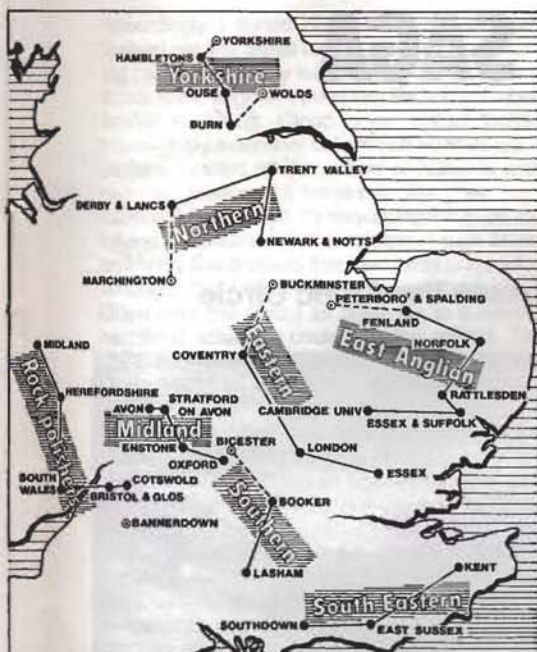 YORKSHIRE
HAMBLETONS
Yorkshire
OUSE
WOLDS
BURN
TRENT VALLEY
DERBY & LANCS
Northern
NEWARK & NOTTS
MARCHINGTON
BUCKMINSTER
PETERBORO' & SPALDING
FENLAND
Eastern
East Anglian
NORFOLK
MIDLAND
COVENTRY
RATTLESDEN
HEREFORDSHIRE
Rock Polishers
AVON
STRATFORD
ON AVON
CAMBRIDGE UNIV
ESSEX & SUFFOLK
Midland
BICESTER
ENSTONE
OXFORD
LONDON
ESSEX
SOUTH
WALES
COTSWOLD
BRISTOL & GLOS
Southern
BOOKER
BANNERDOWN
LASHAM
KENT
South Eastern
SOUTHDOWN
EAST SUSSEX